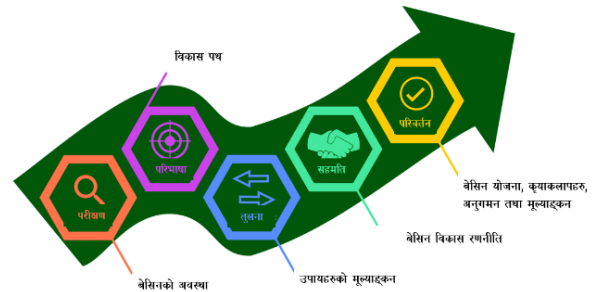 विकास पथ
परीक्षण
परिभाषा
तुलना
सहमति
परिवर्तन
बेसिनको अवस्था
उपायहरुको मूल्याङ्कन
बेसिन विकास रणनीति
बेसिन योजना, कृयाकलापहरु,
अनुगमन तथा मूल्याङ्कन